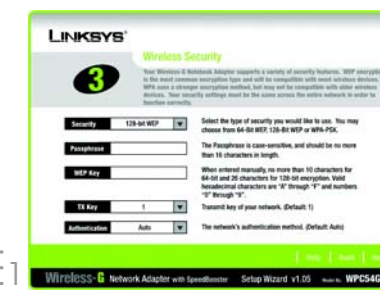 LINKSYS®
Wireless Security
3
Your Wireless-G Notebook Adapter supports a variety of security features. WEP encryption
is the most common encryption type and will be compatible with most wireless devices.
WPA uses a stronger encryption method, but may not be compatible with older wireless
devices. Your security settings must be the same across the entire network in order to
function correctly.
Security 128-bit WEP
Select the type of security you would like to use. You may
choose from 64-Bit WEP, 128-Bit WEP or WPA-PSK.
Passphrase
The Passphrase is case-sensitive, and should be no more
than 16 characters in length.
WEP Key
When entered manually, no more than 10 characters for
64-bit and 26 characters for 128-bit encryption. Valid
hexadecimal characters are "A" through "F" and numbers
"0" through "9".
TX Key 1
Transmit key of your network. (Default: 1)
Authentication Auto
The network's authentication method. (Default: Auto)
Help Back
Wireless-G Network Adapter with SpeedBooster Setup Wizard v1.05 Model No. WPC54G